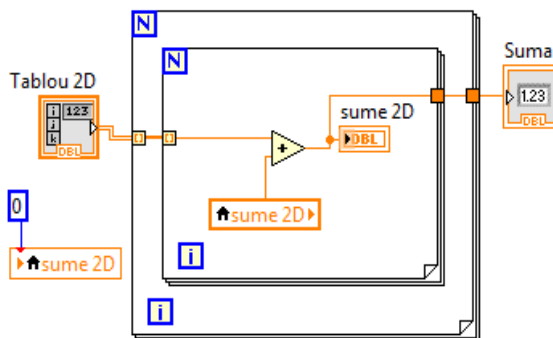 N
N
Suma
Tablou 2D
i 123
j
k
DBL
sume 2D
DBL
1.23
DBL
+
0
sume 2D
sume 2D
i
i